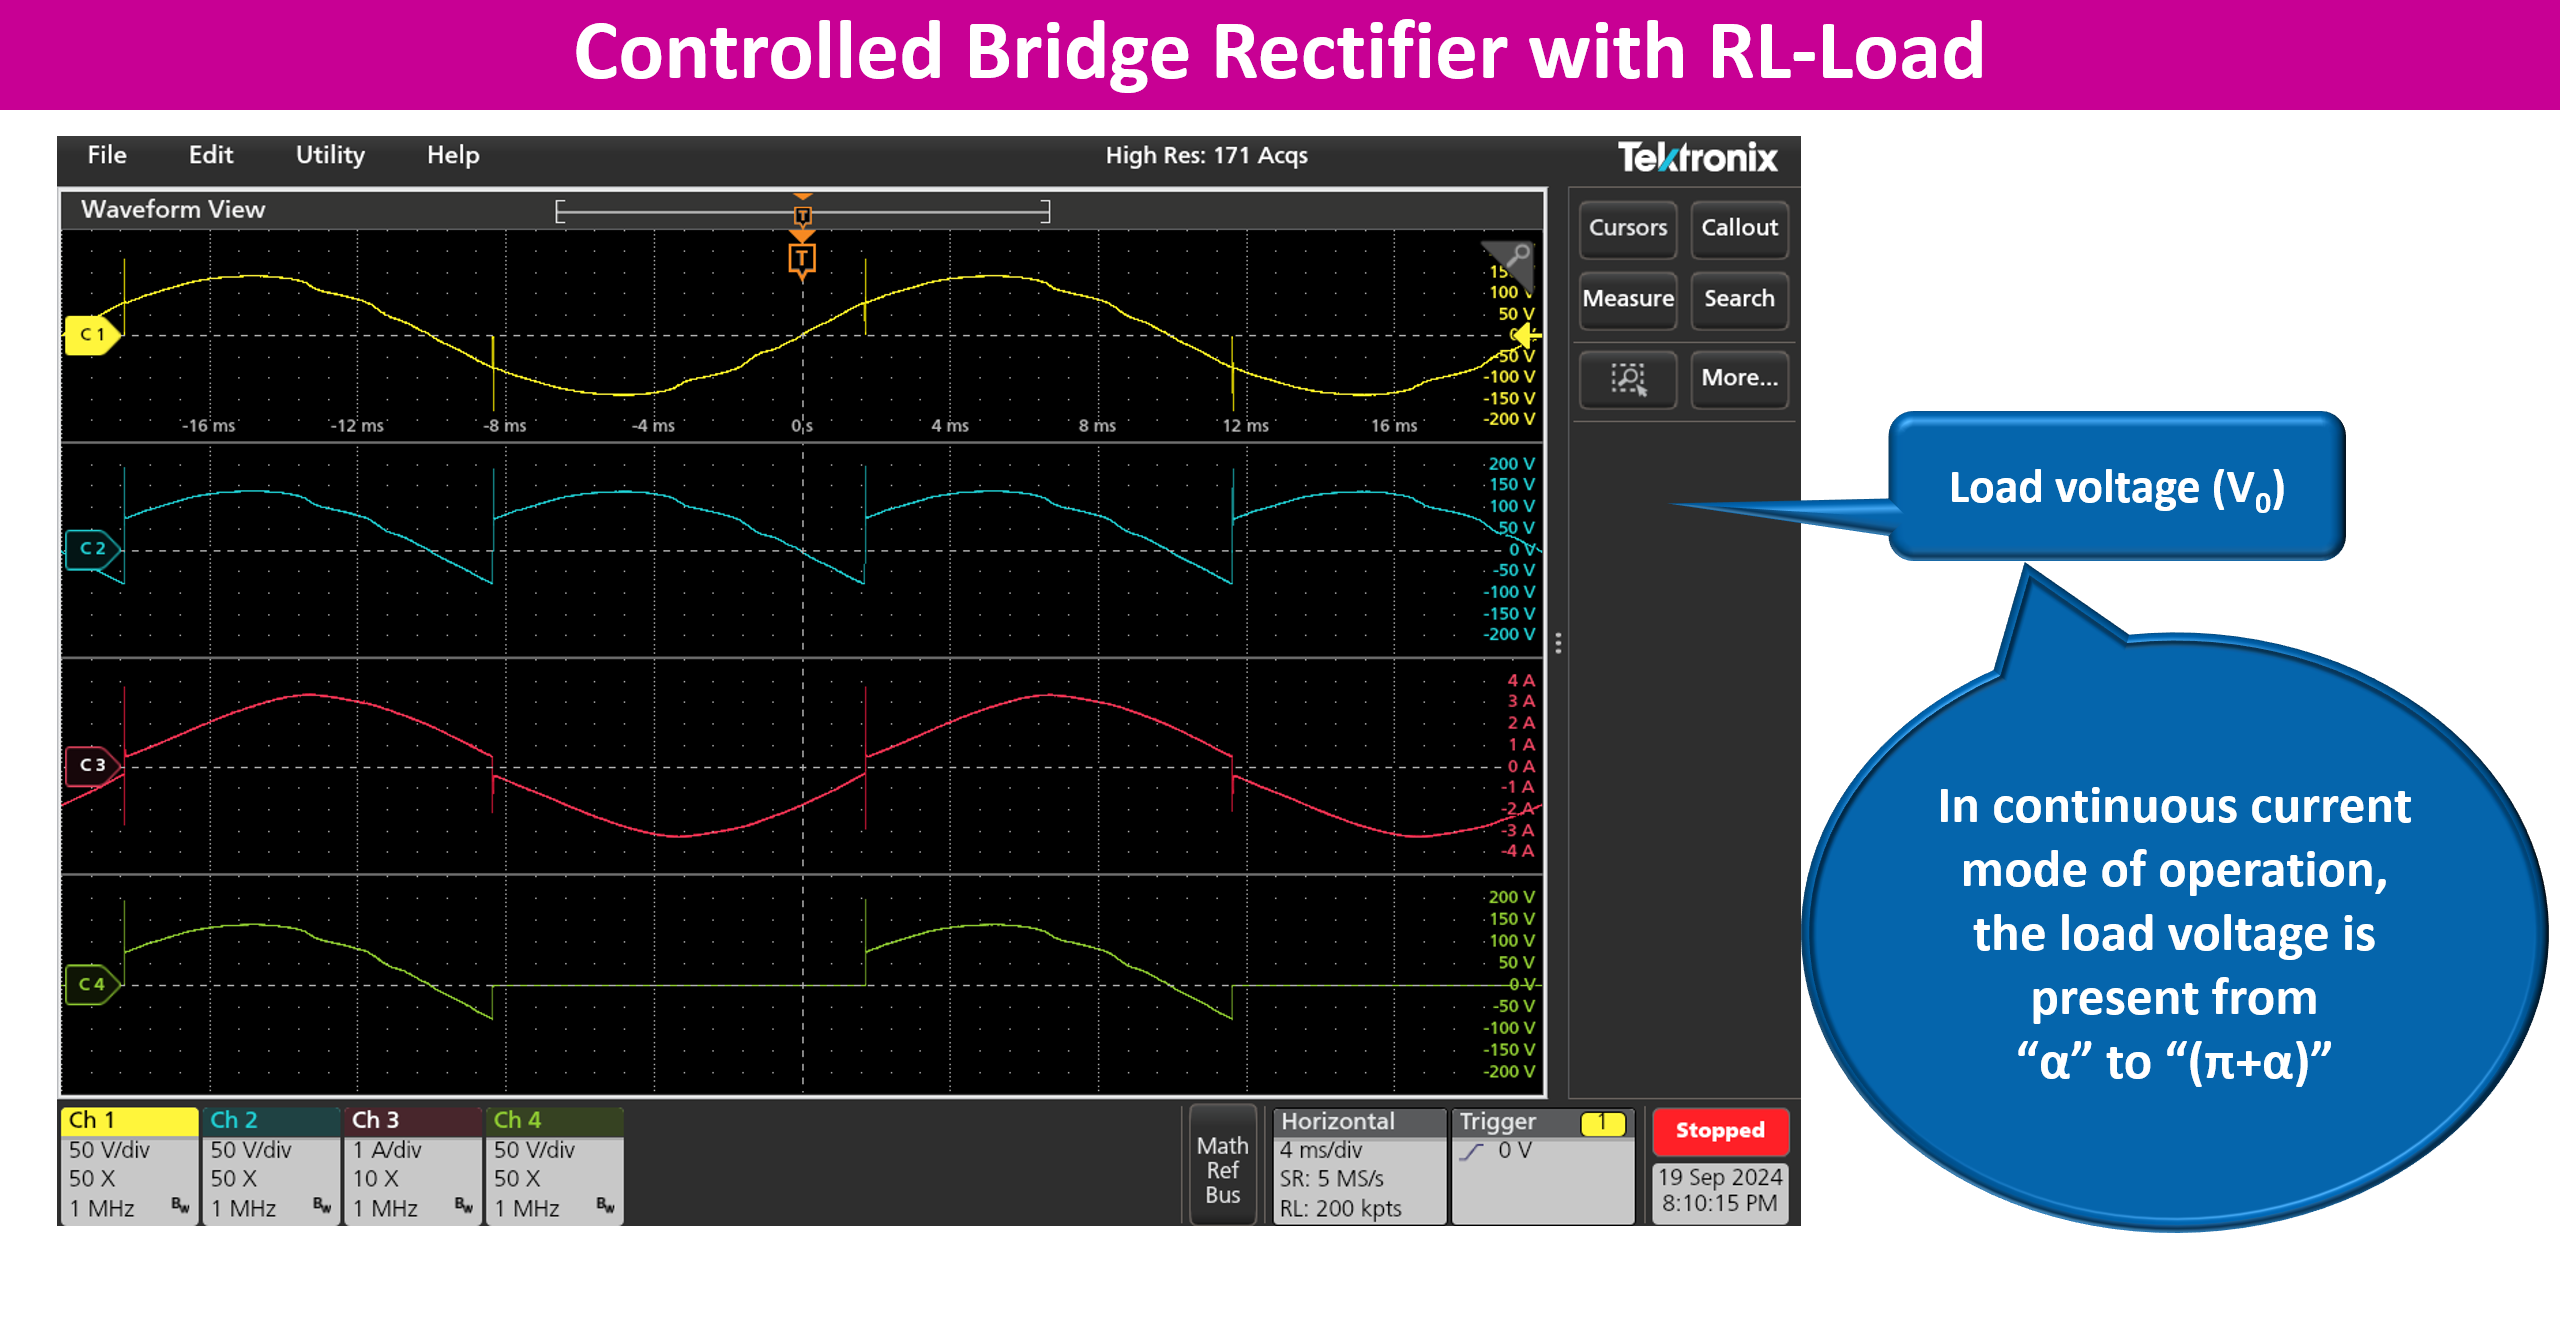 Controlled Bridge Rectifier with RL-Load
File Edit Utility Help High Res: 171 Acqs Tektronix
Waveform View
T
T
Cursors Callout
Measure Search
More...
C 1
100 V
50 V
-50 V
-100 V
-150 V
-200 V
-16 ms -12 ms -8 ms -4 ms 0 s 4 ms 8 ms 12 ms 16 ms
C 2
200 V
150 V
100 V
50 V
0 V
-50 V
-100 V
-150 V
-200 V
C 3
4 A
3 A
2 A
1 A
0 A
-1 A
-2 A
-3 A
-4 A
C 4
200 V
150 V
100 V
50 V
0 V
-50 V
-100 V
-150 V
-200 V
Ch 1
50 V/div
50 X
1 MHz Bw
Ch 2
50 V/div
50 X
1 MHz Bw
Ch 3
1 A/div
10 X
1 MHz Bw
Ch 4
50 V/div
50 X
1 MHz Bw
Math
Ref
Bus
Horizontal
4 ms/div
SR: 5 MS/s
RL: 200 kpts
Trigger 1
0 V
Stopped
19 Sep 2024
8:10:15 PM
Load voltage (V₀)
In continuous current
mode of operation,
the load voltage is
present from
“α” to “(π+α)”